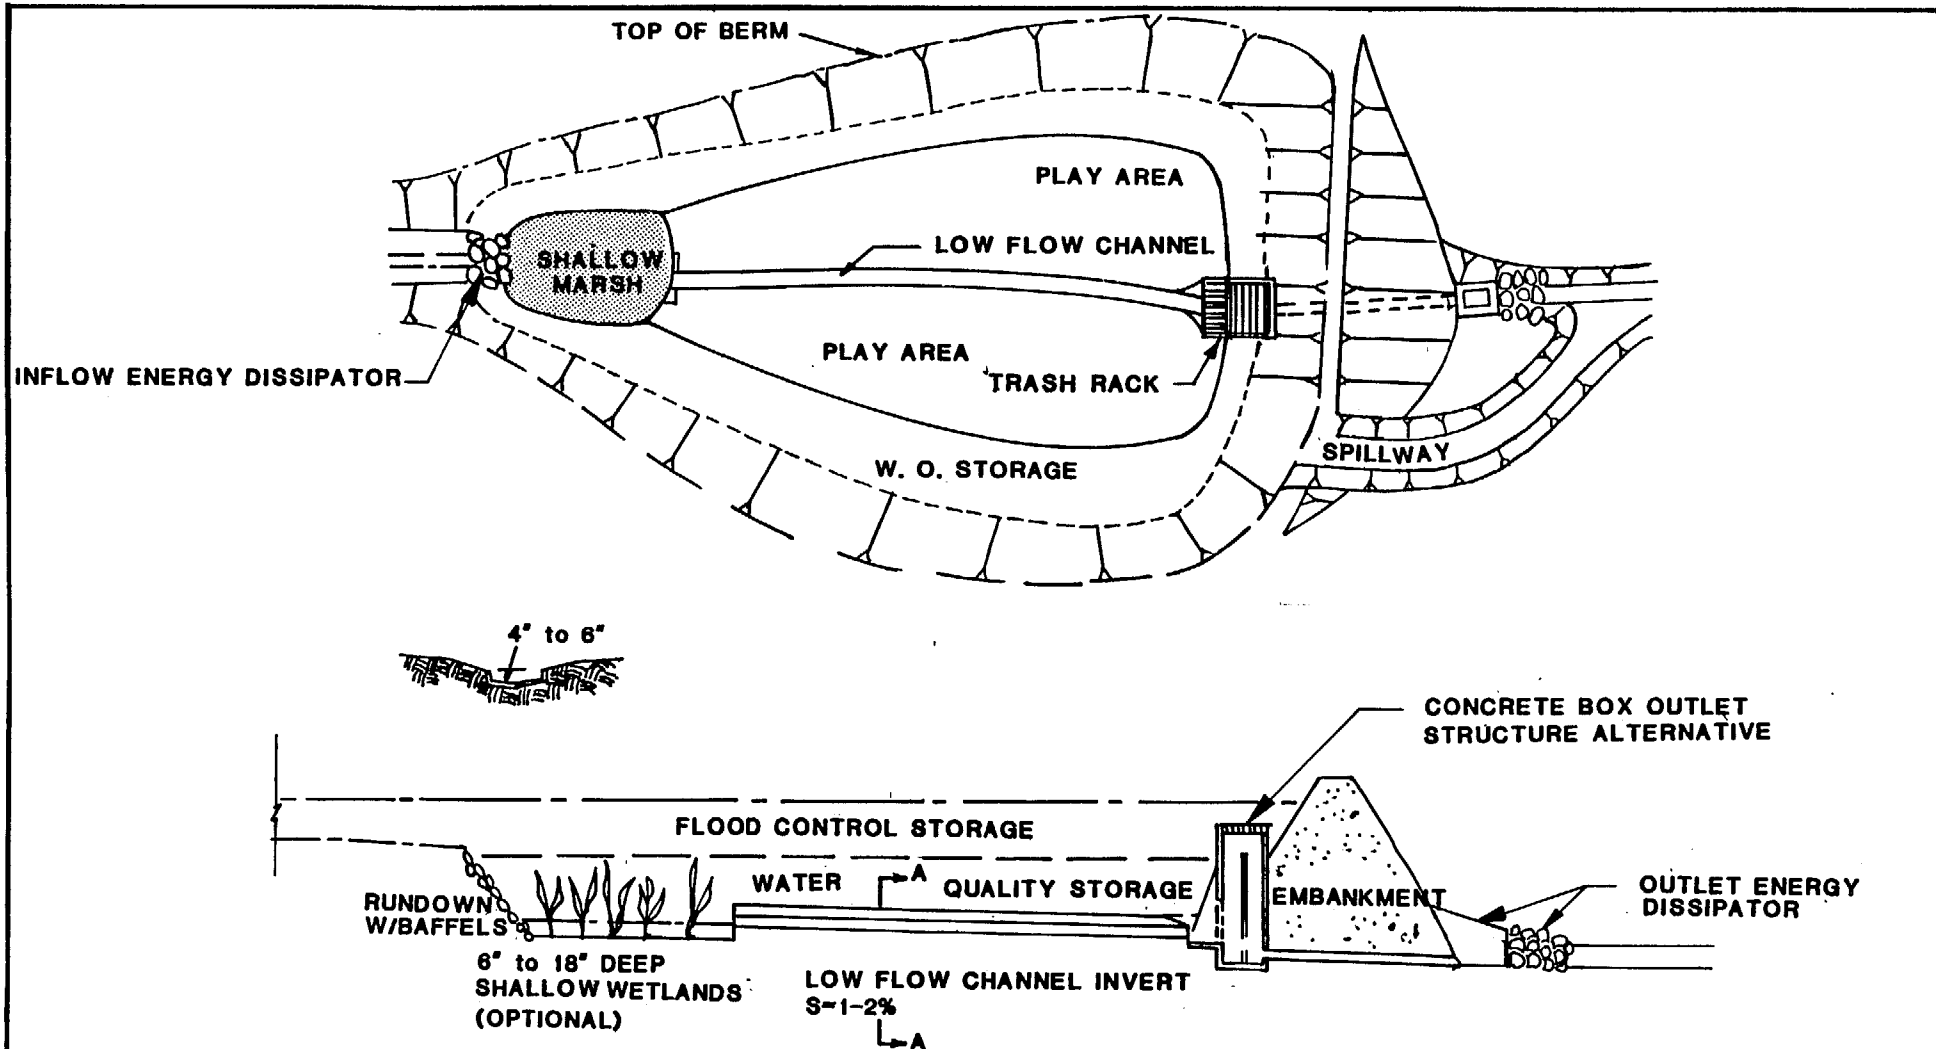 TOP OF BERM
PLAY AREA
LOW FLOW CHANNEL
SHALLOW
MARSH
PLAY AREA
INFLOW ENERGY DISSIPATOR
TRASH RACK
SPILLWAY
W. O. STORAGE
4" to 6"
CONCRETE BOX OUTLET
STRUCTURE ALTERNATIVE
FLOOD CONTROL STORAGE
WATER
A
QUALITY STORAGE
EMBANKMENT
OUTLET ENERGY
DISSIPATOR
RUNDOWN
W/BAFFELS
6" to 18" DEEP
SHALLOW WETLANDS
(OPTIONAL)
LOW FLOW CHANNEL INVERT
S=1-2%
A